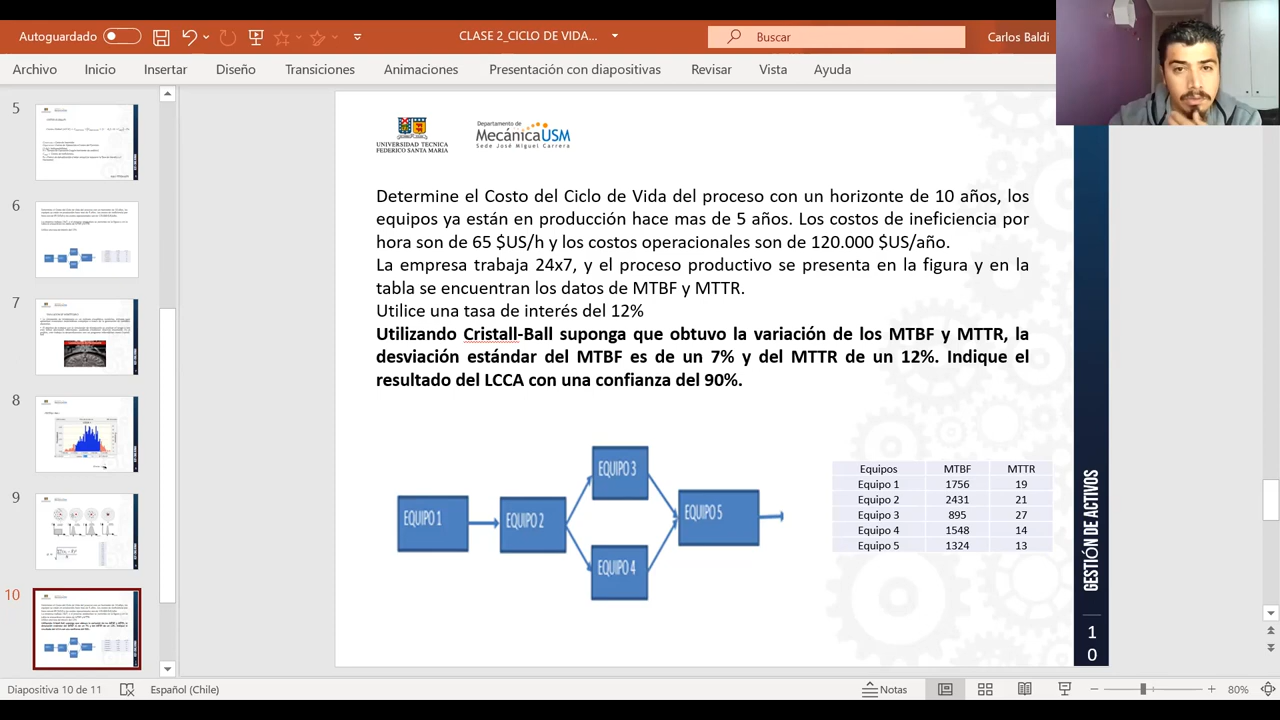 Autoguardado
CLASE 2_CICLO DE VIDA...
Buscar
Carlos Baldi
Archivo Inicio Insertar Diseño Transiciones Animaciones Presentación con diapositivas Revisar Vista Ayuda
5
6
7
8
9
10
UNIVERSIDAD TECNICA
FEDERICO SANTA MARIA
Departamento de
MecánicaUSM
Sede José Miguel Carrera
Determine el Costo del Ciclo de Vida del proceso con un horizonte de 10 años, los
equipos ya están en producción hace mas de 5 años. Los costos de ineficiencia por
hora son de 65 $US/h y los costos operacionales son de 120.000 $US/año.
La empresa trabaja 24x7, y el proceso productivo se presenta en la figura y en la
tabla se encuentran los datos de MTBF y MTTR.
Utilice una tasa de interés del 12%
Utilizando Cristall-Ball suponga que obtuvo la variación de los MTBF y MTTR, la
desviación estándar del MTBF es de un 7% y del MTTR de un 12%. Indique el
resultado del LCCA con una confianza del 90%.
EQUIPO 1
EQUIPO 2
EQUIPO 3
EQUIPO 4
EQUIPO 5
Equipos MTBF MTTR
Equipo 1 1756 19
Equipo 2 2431 21
Equipo 3 895 27
Equipo 4 1548 14
Equipo 5 1324 13
GESTIÓN DE ACTIVOS
1
0
Diapositiva 10 de 11 Español (Chile) Notas 80%